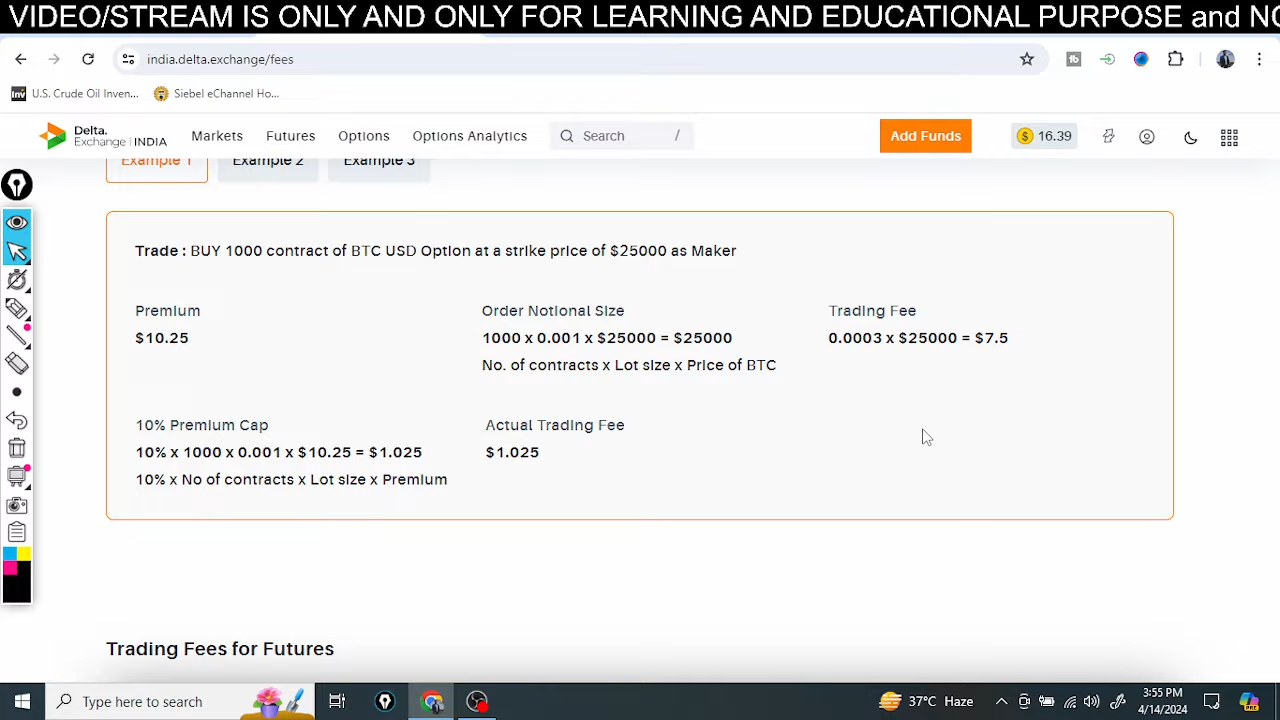 VIDEO/STREAM IS ONLY AND ONLY FOR LEARNING AND EDUCATIONAL PURPOSE and NO
india.delta.exchange/fees
U.S. Crude Oil Inven...
Siebel eChannel Ho...
Delta.
Exchange | INDIA
Markets
Futures
Options
Options Analytics
Search
/
Add Funds
16.39
Example 1
Example 2
Example 3
Trade : BUY 1000 contract of BTC USD Option at a strike price of $25000 as Maker
Premium
Order Notional Size
Trading Fee
$10.25
1000 x 0.001 x $25000 = $25000
0.0003 x $25000 = $7.5
No. of contracts x Lot size x Price of BTC
10% Premium Cap
Actual Trading Fee
10% x 1000 x 0.001 x $10.25 = $1.025
$1.025
10% x No of contracts x Lot size x Premium
Trading Fees for Futures
Type here to search
37°C Haze
3:55 PM
4/14/2024